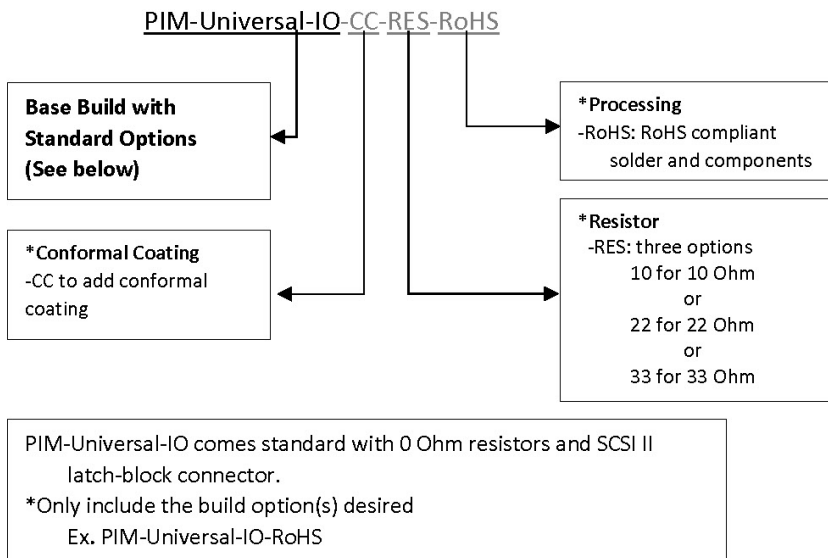 PIM-Universal-IO-CC-RES-RoHS
Base Build with
Standard Options
(See below)
*Conformal Coating
-CC to add conformal
coating
*Processing
-RoHS: RoHS compliant
solder and components
*Resistor
-RES: three options
10 for 10 Ohm
or
22 for 22 Ohm
or
33 for 33 Ohm
PIM-Universal-IO comes standard with 0 Ohm resistors and SCSI II
latch-block connector.
*Only include the build option(s) desired
Ex. PIM-Universal-IO-RoHS